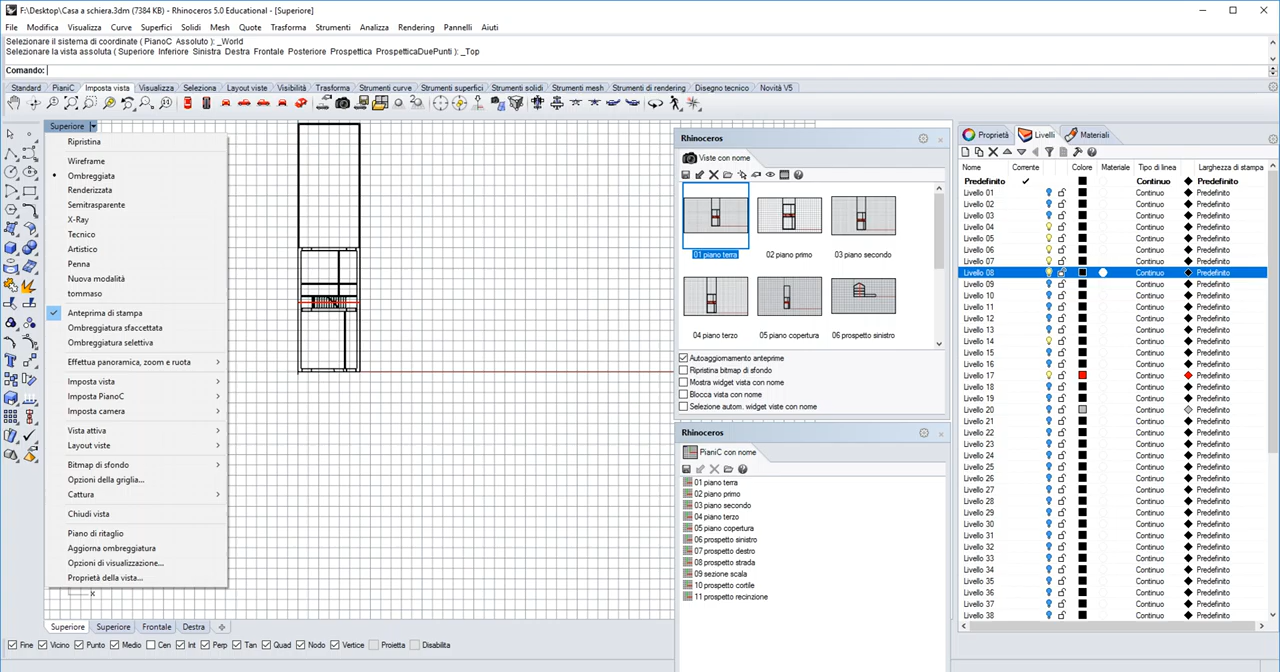 F:\Desktop\Casa a schiera.3dm (7384 KB) - Rhinoceros 5.0 Educational - [Superiore]
File Modifica Visualizza Curve Superfici Solidi Mesh Quote Trasforma Strumenti Analizza Rendering Pannelli Aiuti
Selezionare il sistema di coordinate ( PianoC Assoluto ): _World
Selezionare la vista assoluta ( Superiore Inferiore Sinistra Destra Frontale Posteriore Prospettica ProspetticaDuePunti ): _Top
Comando:
Standard PianiC Imposta vista Visualizza Seleziona Layout viste Visibilità Trasforma Strumenti curve Strumenti superfici Strumenti solidi Strumenti mesh Strumenti di rendering Disegno tecnico Novità V5
Superiore
Ripristina
Wireframe
Ombreggiata
Renderizzata
Semitrasparente
X-Ray
Tecnico
Artistico
Penna
Nuova modalità
tommaso
Anteprima di stampa
Ombreggiatura sfaccettata
Ombreggiatura selettiva
Effettua panoramica, zoom e ruota
Imposta vista
Imposta PianoC
Imposta camera
Vista attiva
Layout viste
Bitmap di sfondo
Opzioni della griglia...
Cattura
Chiudi vista
Piano di ritaglio
Aggiorna ombreggiatura
Opzioni di visualizzazione...
Proprietà della vista...
x
Rhinoceros
Viste con nome
01 piano terra 02 piano primo 03 piano secondo
04 piano terzo 05 piano copertura 06 prospetto sinistro
Autoaggiornamento anteprime
Ripristina bitmap di sfondo
Mostra widget vista con nome
Blocca vista con nome
Selezione autom. widget viste con nome
Rhinoceros
PianiC con nome
01 piano terra
02 piano primo
03 piano secondo
04 piano terzo
05 piano copertura
06 prospetto sinistro
07 prospetto destro
08 prospetto strada
09 sezione scala
10 prospetto cortile
11 prospetto recinzione
Proprietà Livelli Materiali
Nome Corrente Colore Materiale Tipo di linea Larghezza di stampa
Predefinito Continuo Predefinito
Livello 01 Continuo Predefinito
Livello 02 Continuo Predefinito
Livello 03 Continuo Predefinito
Livello 04 Continuo Predefinito
Livello 05 Continuo Predefinito
Livello 06 Continuo Predefinito
Livello 07 Continuo Predefinito
Livello 08 Continuo Predefinito
Livello 09 Continuo Predefinito
Livello 10 Continuo Predefinito
Livello 11 Continuo Predefinito
Livello 12 Continuo Predefinito
Livello 13 Continuo Predefinito
Livello 14 Continuo Predefinito
Livello 15 Continuo Predefinito
Livello 16 Continuo Predefinito
Livello 17 Continuo Predefinito
Livello 18 Continuo Predefinito
Livello 19 Continuo Predefinito
Livello 20 Continuo Predefinito
Livello 21 Continuo Predefinito
Livello 22 Continuo Predefinito
Livello 23 Continuo Predefinito
Livello 24 Continuo Predefinito
Livello 25 Continuo Predefinito
Livello 26 Continuo Predefinito
Livello 27 Continuo Predefinito
Livello 28 Continuo Predefinito
Livello 29 Continuo Predefinito
Livello 30 Continuo Predefinito
Livello 31 Continuo Predefinito
Livello 32 Continuo Predefinito
Livello 33 Continuo Predefinito
Livello 34 Continuo Predefinito
Livello 35 Continuo Predefinito
Livello 36 Continuo Predefinito
Livello 37 Continuo Predefinito
Livello 38 Continuo Predefinito
Superiore Superiore Frontale Destra
Fine Vicino Punto Medio Cen Int Perp Tan Quad Nodo Vertice Proietta Disabilita